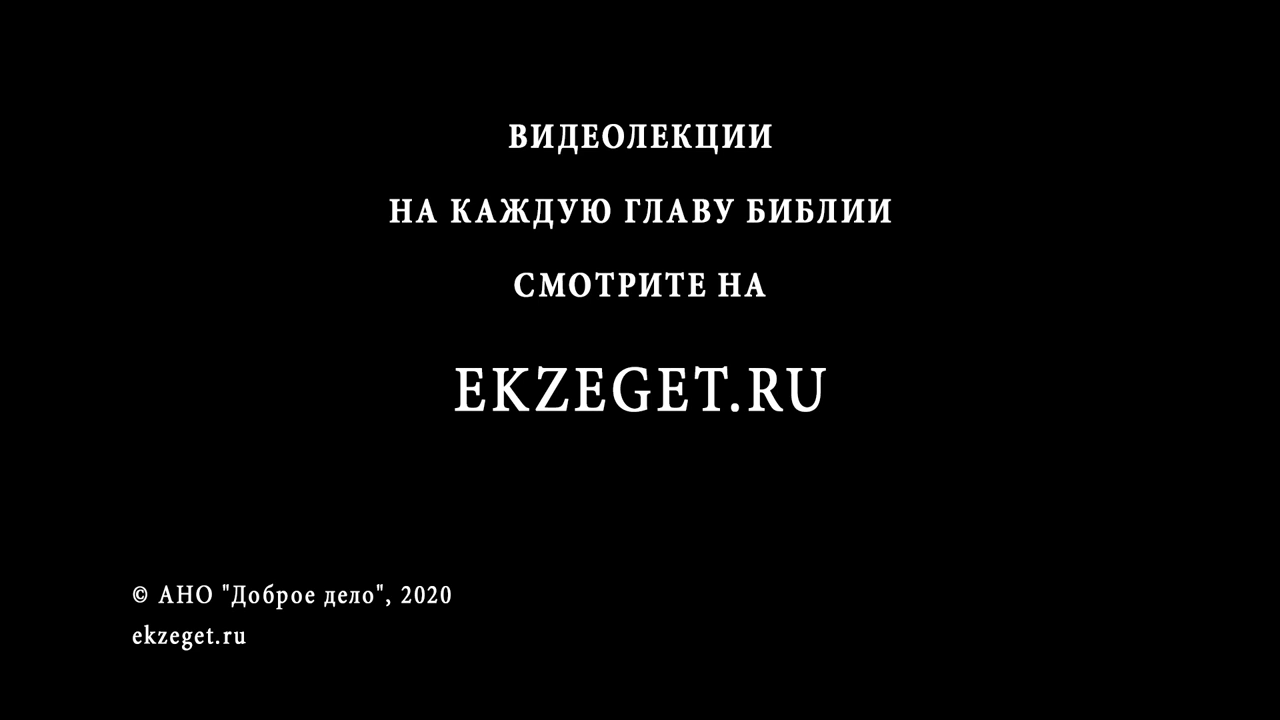 ВИДЕОЛЕКЦИИ
НА КАЖДУЮ ГЛАВУ БИБЛИИ
СМОТРИТЕ НА
EKZEGET.RU
© АНО "Доброе дело", 2020
ekzeget.ru